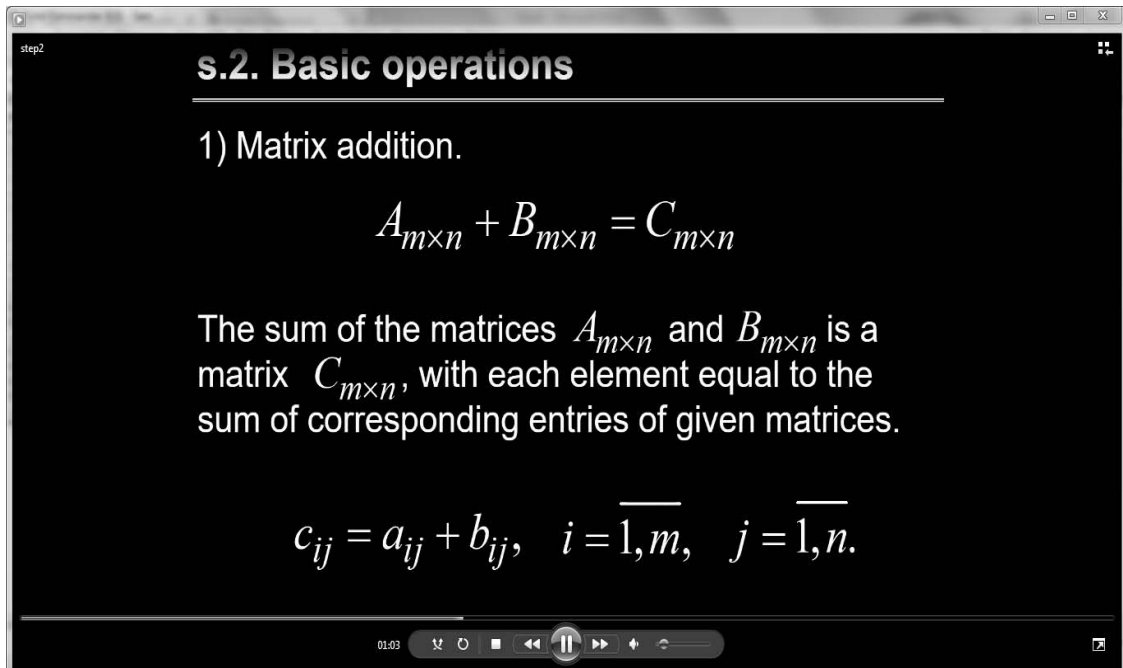 step2
s.2. Basic operations
1) Matrix addition.
A_{m×n} + B_{m×n} = C_{m×n}
The sum of the matrices A_{m×n} and B_{m×n} is a
matrix C_{m×n}, with each element equal to the
sum of corresponding entries of given matrices.
c_{ij} = a_{ij} + b_{ij}, i = \overline{1,m}, j = \overline{1,n}.
01:03